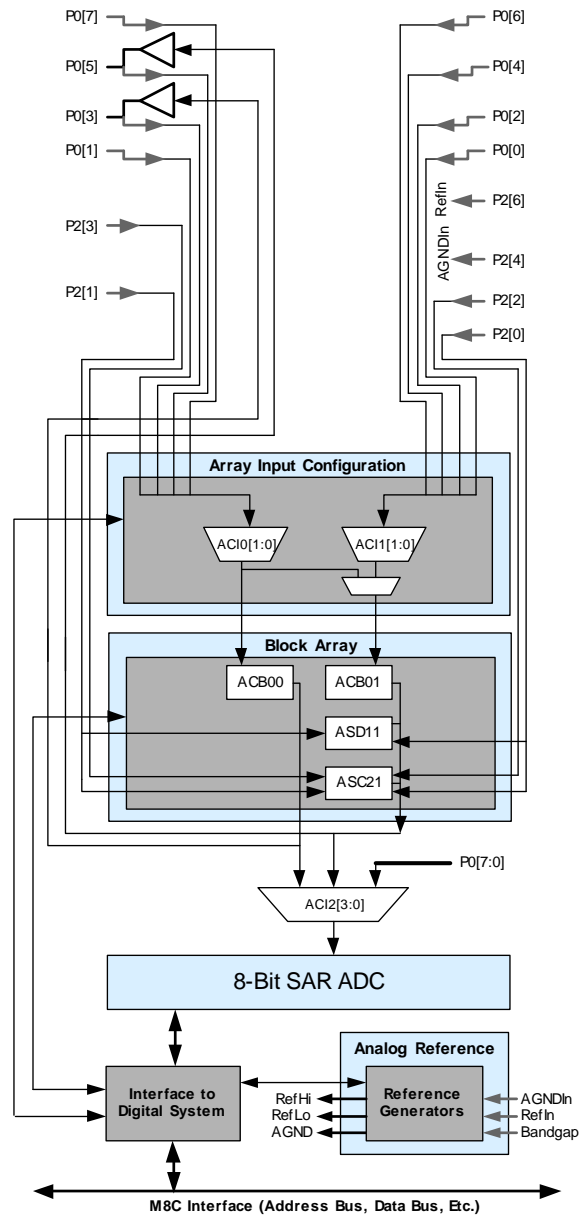 P0[7]
P0[6]
P0[5]
P0[4]
P0[3]
P0[2]
P0[1]
P0[0]
P2[6]
RefIn
AGNDIn
P2[3]
P2[4]
P2[1]
P2[2]
P2[0]
Array Input Configuration
ACI0[1:0]
ACI1[1:0]
Block Array
ACB00
ACB01
ASD11
ASC21
P0[7:0]
ACI2[3:0]
8-Bit SAR ADC
Analog Reference
Interface to
Digital System
RefHi
RefLo
AGND
Reference
Generators
AGNDIn
RefIn
Bandgap
M8C Interface (Address Bus, Data Bus, Etc.)